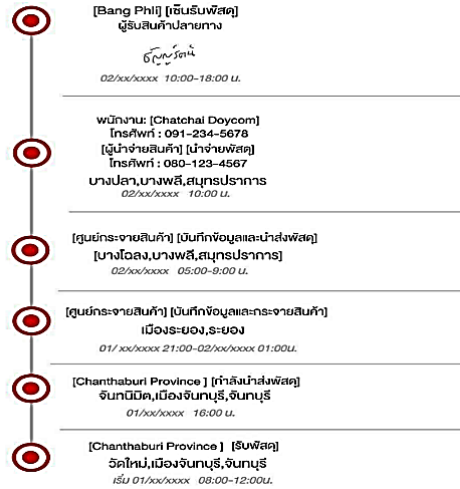 [Bang Phli] [เซ็นรับพัสดุ]
ผู้รับสินค้าปลายทาง
02/xx/xxxx 10:00-18:00 น.
พนักงาน: [Chatchai Doycom]
โทรศัพท์ : 091-234-5678
[ผู้นำจ่ายสินค้า] [นำจ่ายพัสดุ]
โทรศัพท์ : 080-123-4567
บางปลา,บางพลี,สมุทรปราการ
02/xx/xxxx 10:00 น.
[ศูนย์กระจายสินค้า] [บันทึกข้อมูลและนำส่งพัสดุ]
[บางโฉลง,บางพลี,สมุทรปราการ]
02/xx/xxxx 05:00-9:00 น.
[ศูนย์กระจายสินค้า] [บันทึกข้อมูลและกระจายสินค้า]
เมืองระยอง,ระยอง
01/ xx/xxxx 21:00-02/xx/xxxx 01:00น.
[Chanthaburi Province ] [กำลังนำส่งพัสดุ]
จันทนิมิต,เมืองจันทบุรี,จันทบุรี
01/xx/xxxx 16:00 น.
[Chanthaburi Province ] [รับพัสดุ]
วัดใหม่,เมืองจันทบุรี,จันทบุรี
เริ่ม 01/xx/xxxx 08:00-12:00น.